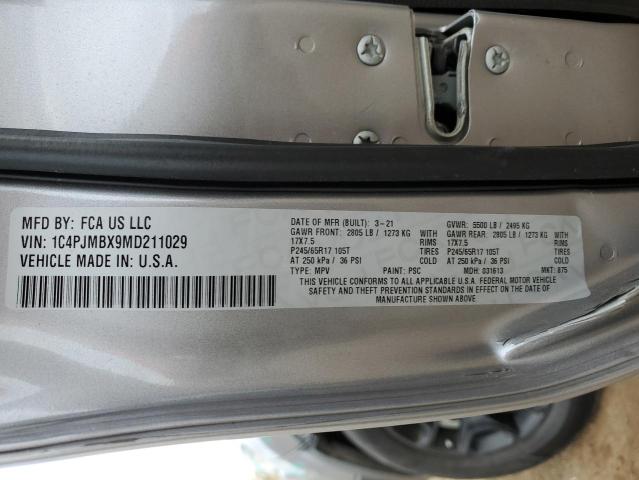 MFD BY: FCA US LLC
VIN: 1C4PJMBX9MD211029
VEHICLE MADE IN: U.S.A.
DATE OF MFR (BUILT): 3-21 GVWR: 5500 LB / 2495 KG
GAWR FRONT: 2805 LB / 1273 KG WITH GAWR REAR: 2805 LB / 1273 KG WITH
17X7.5 RIMS 17X7.5 RIMS
P245/65R17 105T TIRES P245/65R17 105T TIRES
AT 250 kPa / 36 PSI COLD AT 250 kPa / 36 PSI COLD
TYPE: MPV PAINT: PSC MDH: 031613 MKT: 875
THIS VEHICLE CONFORMS TO ALL APPLICABLE U.S.A. FEDERAL MOTOR VEHICLE
SAFETY AND THEFT PREVENTION STANDARDS IN EFFECT ON THE DATE OF
MANUFACTURE SHOWN ABOVE